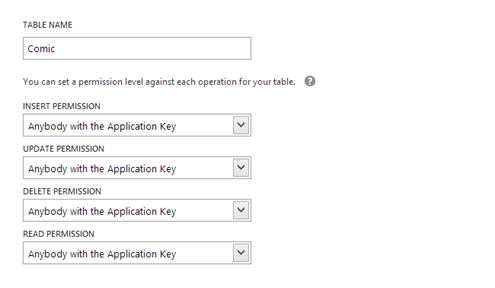 TABLE NAME
Comic
You can set a permission level against each operation for your table. ?
INSERT PERMISSION
Anybody with the Application Key
UPDATE PERMISSION
Anybody with the Application Key
DELETE PERMISSION
Anybody with the Application Key
READ PERMISSION
Anybody with the Application Key